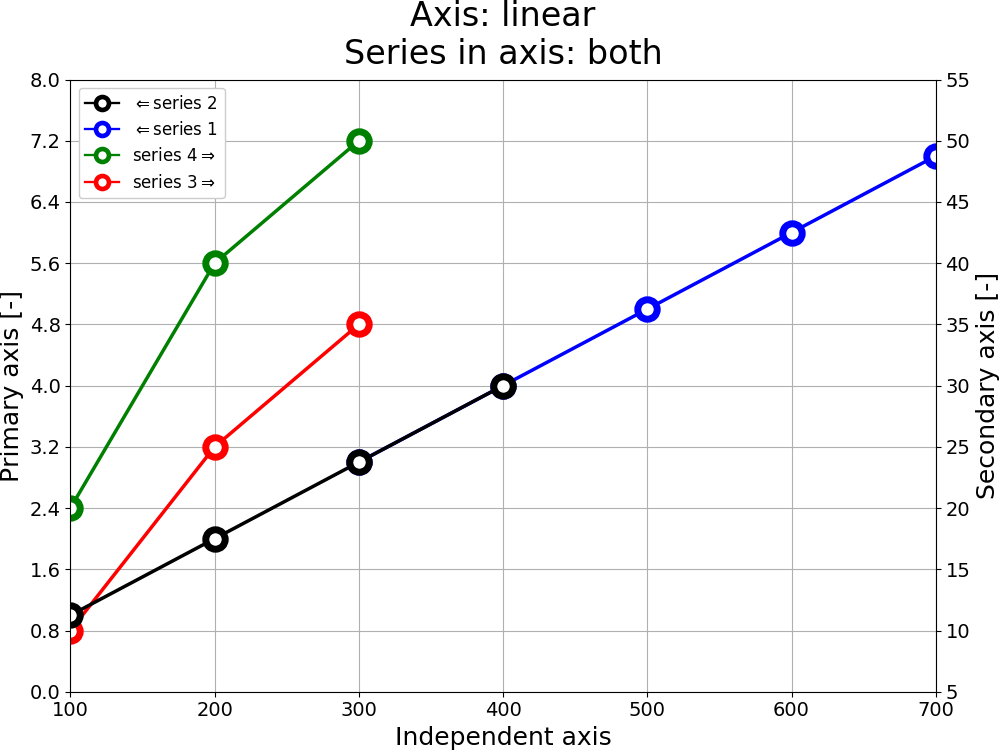 Axis: linear
Series in axis: both
⇐series 2
⇐series 1
series 4⇒
series 3⇒
Primary axis [-]
8.0
7.2
6.4
5.6
4.8
4.0
3.2
2.4
1.6
0.8
0.0
55
50
45
40
35
30
25
20
15
10
5
Secondary axis [-]
100 200 300 400 500 600 700
Independent axis